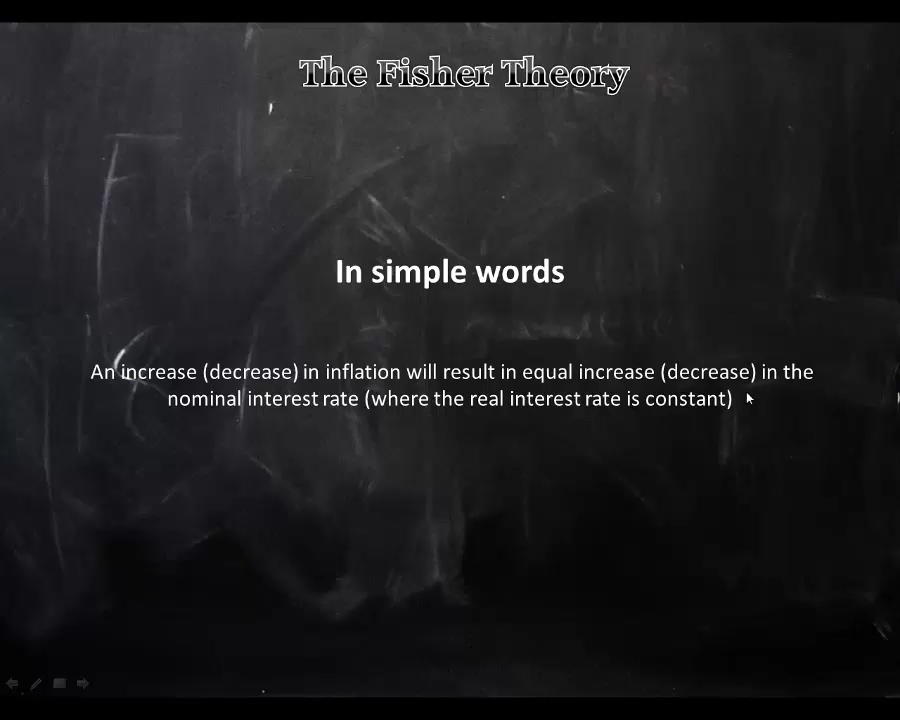 The Fisher Theory
In simple words
An increase (decrease) in inflation will result in equal increase (decrease) in the
nominal interest rate (where the real interest rate is constant)